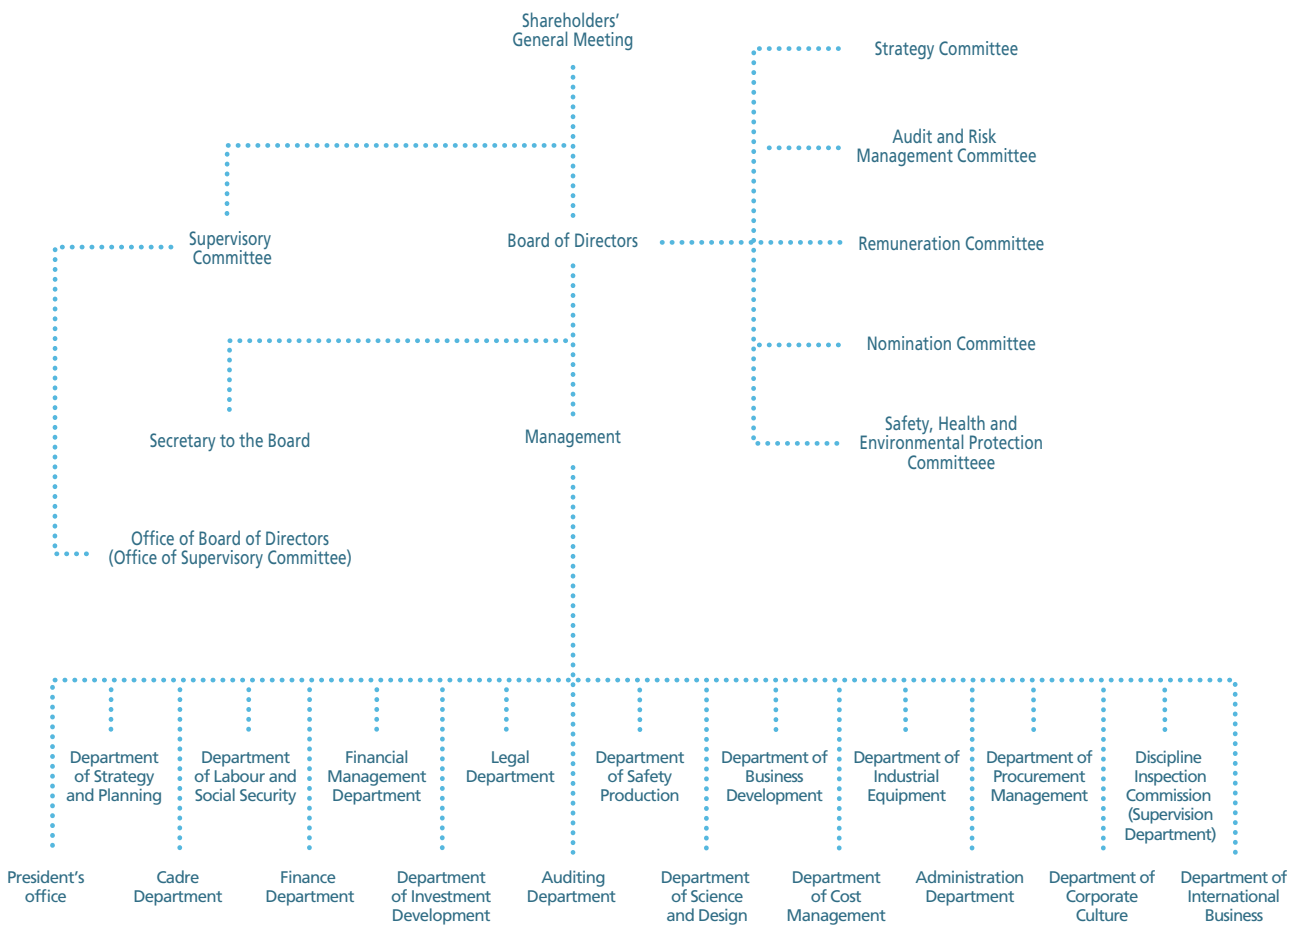 Shareholders'
General Meeting
Strategy Committee
Audit and Risk
Management Committee
Supervisory
Committee
Board of Directors
Remuneration Committee
Nomination Committee
Secretary to the Board
Management
Safety, Health and
Environmental Protection
Committeee
Office of Board of Directors
(Office of Supervisory Committee)
Department
of Strategy
and Planning
Department
of Labour and
Social Security
Financial
Management
Department
Legal
Department
Department
of Safety
Production
Department of
Business
Development
Department of
Industrial
Equipment
Department of
Procurement
Management
Discipline
Inspection
Commission
(Supervision
Department)
President's
office
Cadre
Department
Finance
Department
Department
of Investment
Development
Auditing
Department
Department
of Science
and Design
Department
of Cost
Management
Administration
Department
Department of
Corporate
Culture
Department of
International
Business